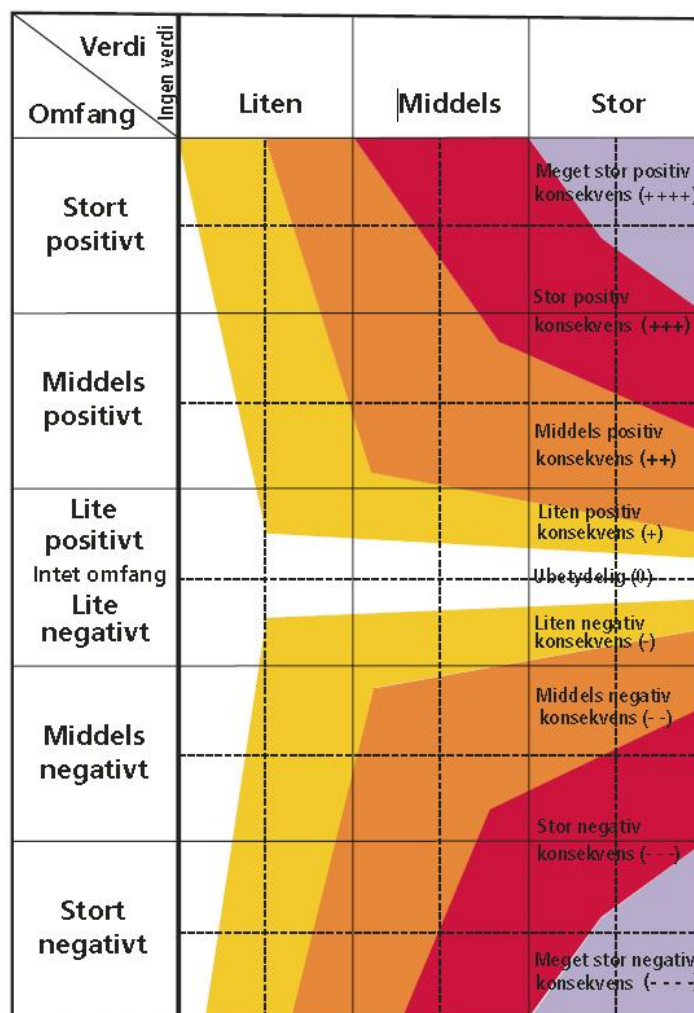 Verdi
Ingen verdi
Omfang
Liten
Middels
Stor
Stort
positivt
Meget stor positiv
konsekvens (++++)
Stor positiv
konsekvens (+++)
Middels
positivt
Middels positiv
konsekvens (++)
Lite
positivt
Intet omfang
Lite
negativt
Liten positiv
konsekvens (+)
Ubetydelig (0)
Liten negativ
konsekvens (-)
Middels
negativt
Middels negativ
konsekvens (- -)
Stor negativ
konsekvens (- - -)
Stort
negativt
Meget stor negativ
konsekvens (- - - -)